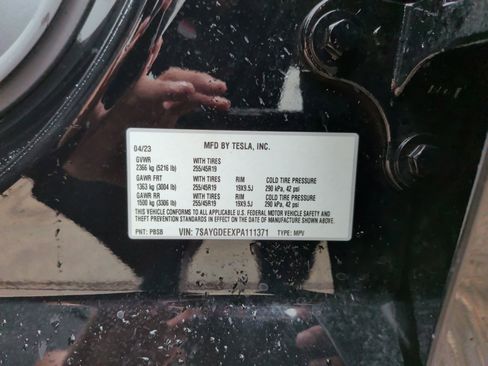 04/23 MFD BY TESLA, INC.
GVWR WITH TIRES
2366 kg (5216 lb) 255/45R19
GAWR FRT WITH TIRES RIM COLD TIRE PRESSURE
1363 kg (3004 lb) 255/45R19 19X9.5J 290 kPa, 42 psi
GAWR RR WITH TIRES RIM COLD TIRE PRESSURE
1500 kg (3306 lb) 255/45R19 19X9.5J 290 kPa, 42 psi
THIS VEHICLE CONFORMS TO ALL APPLICABLE U.S. FEDERAL MOTOR VEHICLE SAFETY AND
THEFT PREVENTION STANDARDS IN EFFECT ON THE DATE OF MANUFACTURE SHOWN ABOVE.
PNT: PBSB VIN: 7SAYGDEEXPA111371 TYPE: MPV